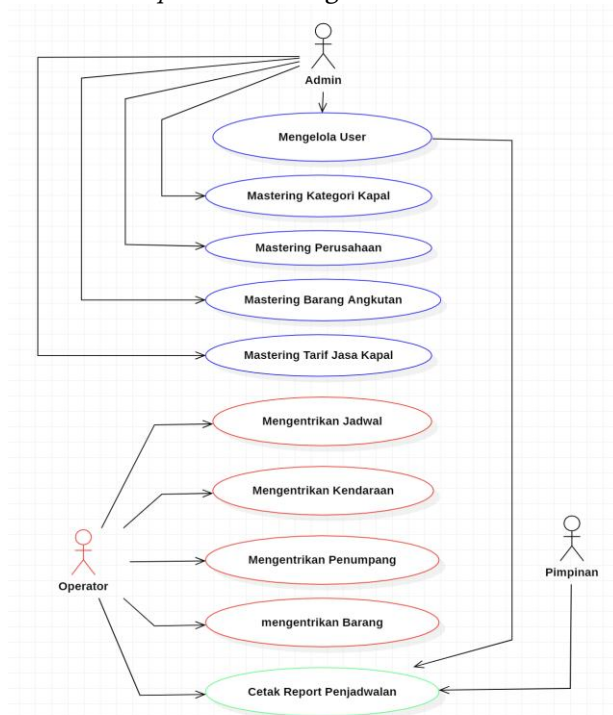 Admin
Mengelola User
Mastering Kategori Kapal
Mastering Perusahaan
Mastering Barang Angkutan
Mastering Tarif Jasa Kapal
Mengentrikan Jadwal
Mengentrikan Kendaraan
Mengentrikan Penumpang
Pimpinan
Operator
mengentrikan Barang
Cetak Report Penjadwalan